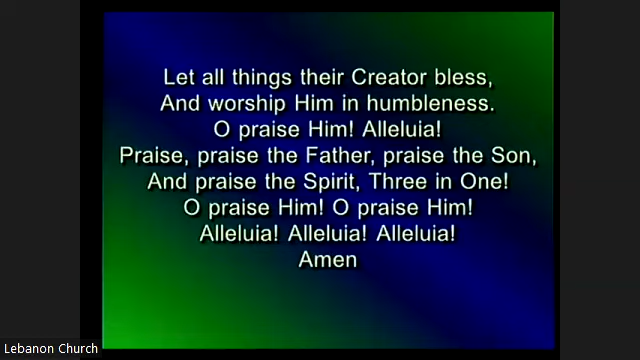 Let all things their Creator bless,
And worship Him in humbleness.
O praise Him! Alleluia!
Praise, praise the Father, praise the Son,
And praise the Spirit, Three in One!
O praise Him! O praise Him!
Alleluia! Alleluia! Alleluia!
Amen
Lebanon Church